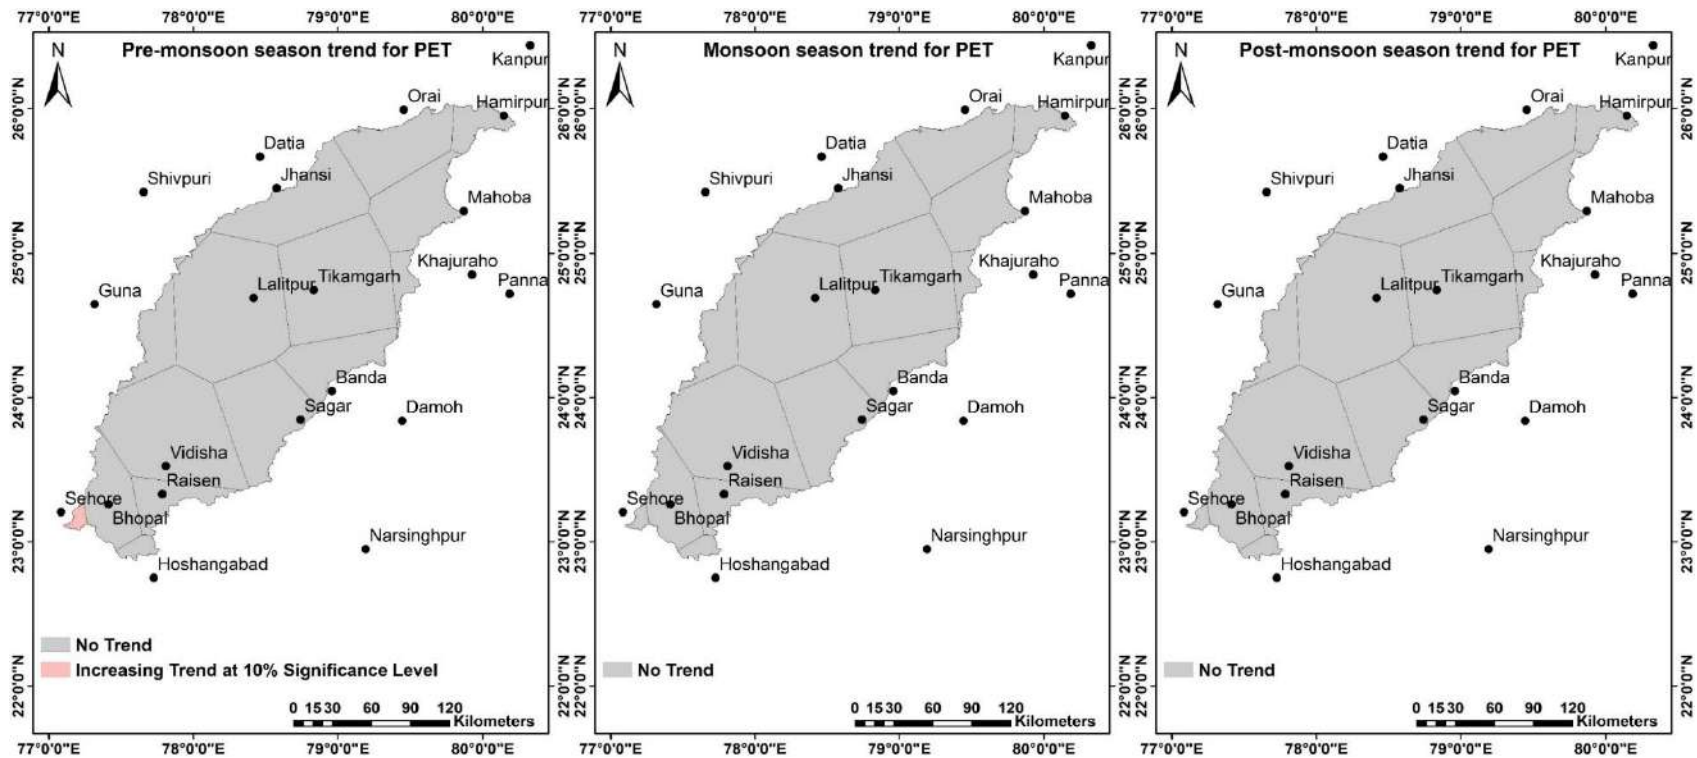 77°0'0"E 78°0'0"E 79°0'0"E 80°0'0"E
N
Pre-monsoon season trend for PET
Kanpur
Orai
Hamirpur
Datia
Jhansi
Shivpuri
Mahoba
Khajuraho
Lalitpur
Tikamgarh
Guna
Panna
Banda
Sagar
Damoh
Vidisha
Raisen
Sehore
Bhopal
Narsinghpur
Hoshangabad
No Trend
Increasing Trend at 10% Significance Level
0 15 30 60 90 120
Kilometers
26°0'0"N
25°0'0"N
24°0'0"N
23°0'0"N
22°0'0"N
77°0'0"E 78°0'0"E 79°0'0"E 80°0'0"E
77°0'0"E 78°0'0"E 79°0'0"E 80°0'0"E
N
Monsoon season trend for PET
Kanpur
Orai
Hamirpur
Datia
Jhansi
Shivpuri
Mahoba
Khajuraho
Lalitpur
Tikamgarh
Guna
Panna
Banda
Sagar
Damoh
Vidisha
Raisen
Sehore
Bhopal
Narsinghpur
Hoshangabad
No Trend
0 15 30 60 90 120
Kilometers
26°0'0"N 26°0'0"N
25°0'0"N 25°0'0"N
24°0'0"N 24°0'0"N
23°0'0"N 23°0'0"N
22°0'0"N 22°0'0"N
77°0'0"E 78°0'0"E 79°0'0"E 80°0'0"E
77°0'0"E 78°0'0"E 79°0'0"E 80°0'0"E
N
Post-monsoon season trend for PET
Kanpur
Orai
Hamirpur
Datia
Jhansi
Shivpuri
Mahoba
Khajuraho
Lalitpur
Tikamgarh
Guna
Panna
Banda
Sagar
Damoh
Vidisha
Raisen
Sehore
Bhopal
Narsinghpur
Hoshangabad
No Trend
0 15 30 60 90 120
Kilometers
26°0'0"N 26°0'0"N
25°0'0"N 25°0'0"N
24°0'0"N 24°0'0"N
23°0'0"N 23°0'0"N
22°0'0"N 22°0'0"N
77°0'0"E 78°0'0"E 79°0'0"E 80°0'0"E
26°0'0"N
25°0'0"N
24°0'0"N
23°0'0"N
22°0'0"N